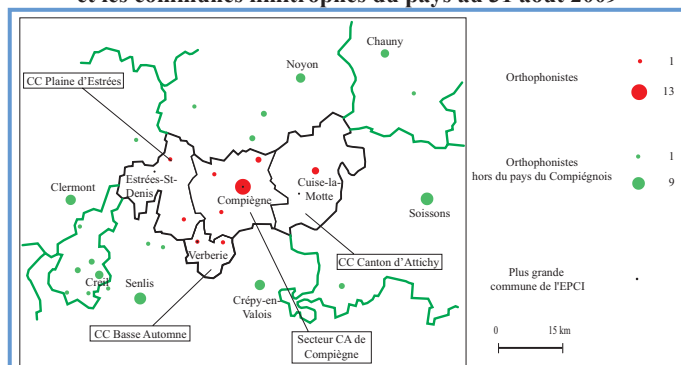 et les communes limitrophes du pays au 31 août 2009
Chauny
Noyon
CC Plaine d'Estrées
Estrées-St-
Denis
Clermont
Compiègne
Cuise-la-
Motte
Soissons
Verberie
CC Canton d'Attichy
Creil
Senlis
Crépy-en-
Valois
CC Basse Automne
Secteur CA de
Compiègne
Orthophonistes
1
13
Orthophonistes
hors du pays du Compiégnois
1
9
Plus grande
commune de l'EPCI
0
15 km